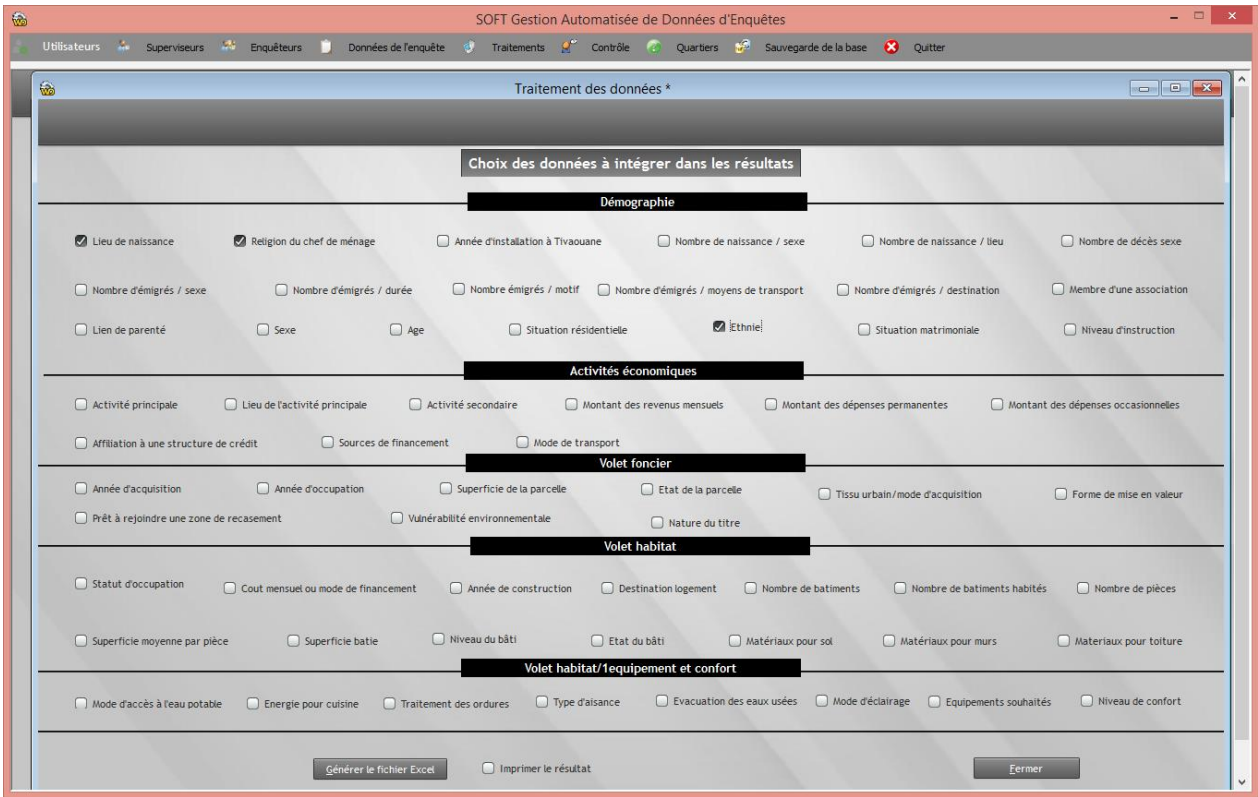 SOFT Gestion Automatisée de Données d'Enquêtes
Utilisateurs Superviseurs Enquêteurs Données de l'enquête Traitements Contrôle Quartiers Sauvegarde de la base Quitter
Traitement des données *
Choix des données à intégrer dans les résultats
Démographie
Lieu de naissance Religion du chef de ménage Année d'installation à Tivaouane Nombre de naissance / sexe Nombre de naissance / lieu Nombre de décès sexe
Nombre d'émigrés / sexe Nombre d'émigrés / durée Nombre émigrés / motif Nombre d'émigrés / moyens de transport Nombre d'émigrés / destination Membre d'une association
Lien de parenté Sexe Age Situation résidentielle Ethnie Situation matrimoniale Niveau d'instruction
Activités économiques
Activité principale Lieu de l'activité principale Activité secondaire Montant des revenus mensuels Montant des dépenses permanentes Montant des dépenses occasionnelles
Affiliation à une structure de crédit Sources de financement Mode de transport
Volet foncier
Année d'acquisition Année d'occupation Superficie de la parcelle Etat de la parcelle Tissu urbain/mode d'acquisition Forme de mise en valeur
Prêt à rejoindre une zone de recasement Vulnérabilité environnementale Nature du titre
Volet habitat
Statut d'occupation Cout mensuel ou mode de financement Année de construction Destination logement Nombre de batiments Nombre de batiments habités Nombre de pièces
Superficie moyenne par pièce Superficie batie Niveau du bâti Etat du bâti Matériaux pour sol Matériaux pour murs Materiaux pour toiture
Volet habitat/1equipement et confort
Mode d'accès à l'eau potable Energie pour cuisine Traitement des ordures Type d'aisance Evacuation des eaux usées Mode d'éclairage Equipements souhaités Niveau de confort
Générer le fichier Excel Imprimer le résultat Fermer